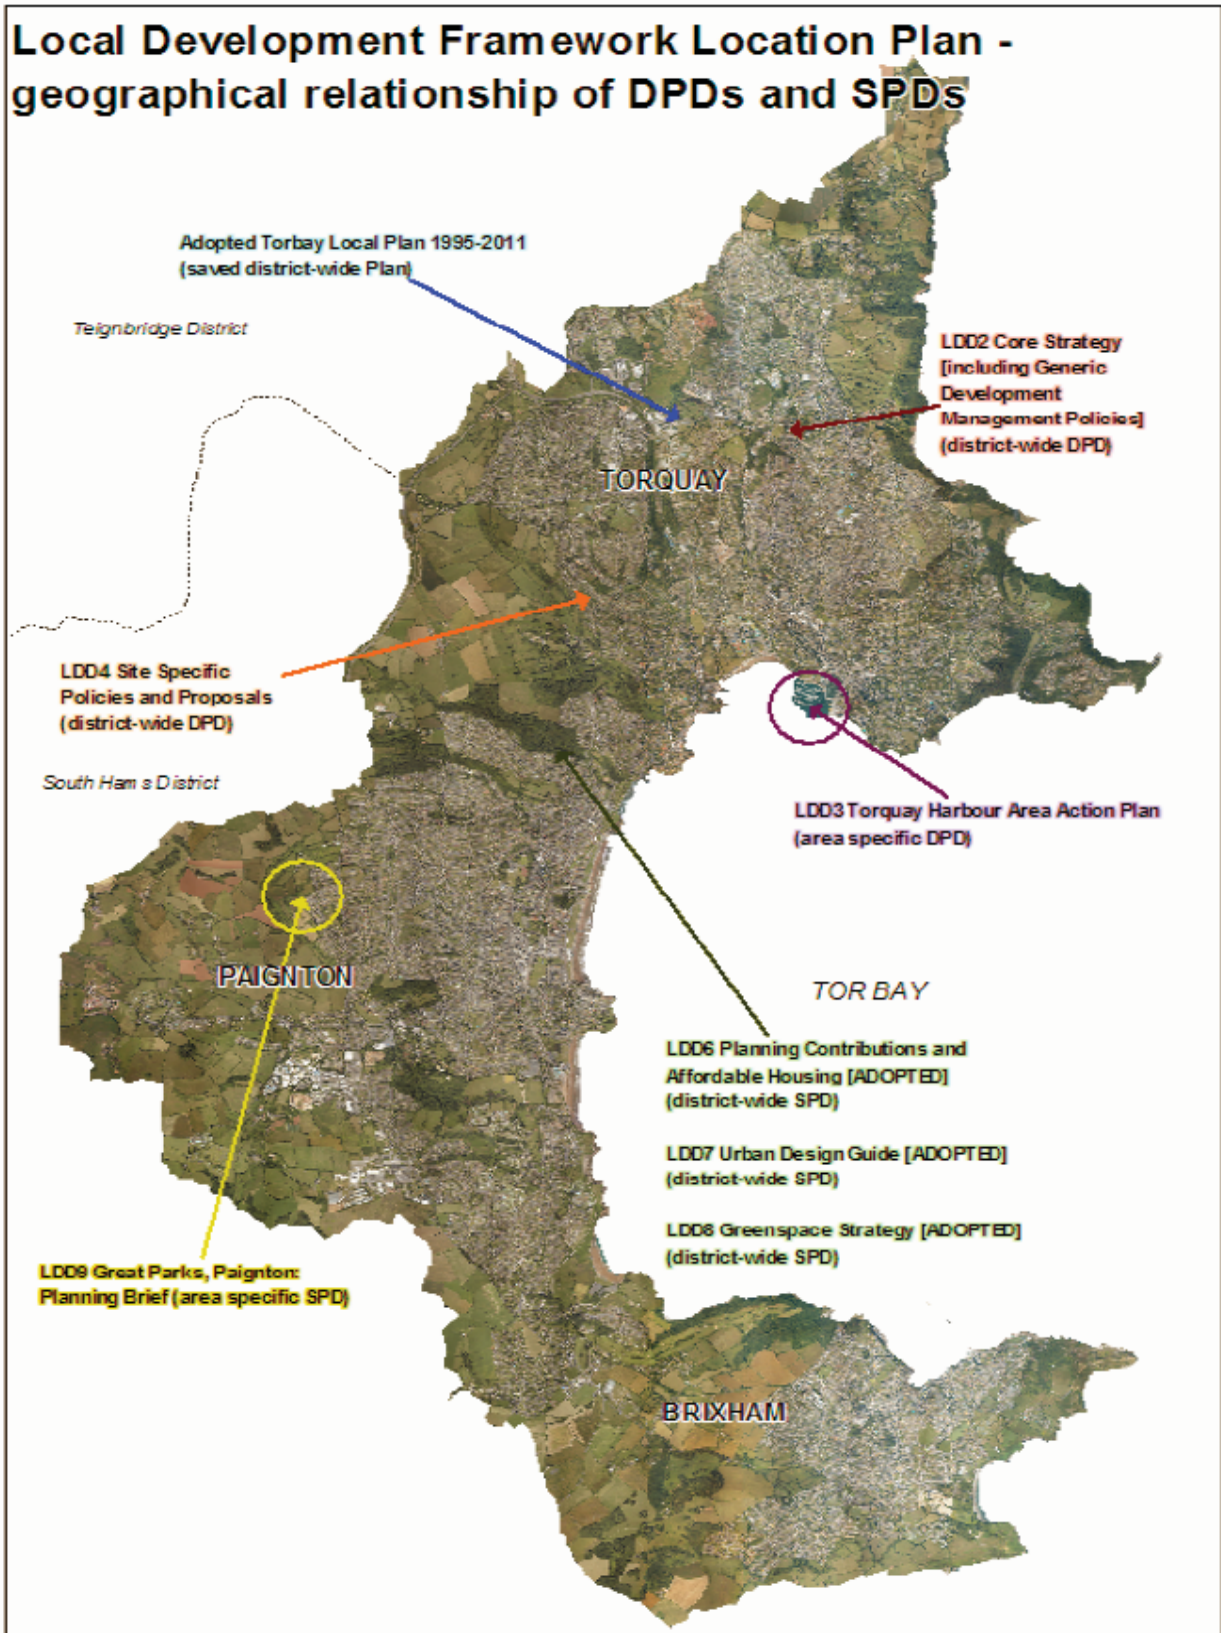 Local Development Framework Location Plan -
geographical relationship of DPDs and SPDs
Adopted Torbay Local Plan 1995-2011
(saved district-wide Plan)
Teignbridge District
LDD2 Core Strategy
[including Generic
Development
Management Policies]
(district-wide DPD)
TORQUAY
LDD4 Site Specific
Policies and Proposals
(district-wide DPD)
South Hams District
LDD3 Torquay Harbour Area Action Plan
(area specific DPD)
PAIGNTON
TOR BAY
LDD6 Planning Contributions and
Affordable Housing [ADOPTED]
(district-wide SPD)
LDD7 Urban Design Guide [ADOPTED]
(district-wide SPD)
LDD8 Greenspace Strategy [ADOPTED]
(district-wide SPD)
LDD9 Great Parks, Paignton:
Planning Brief (area specific SPD)
BRIXHAM